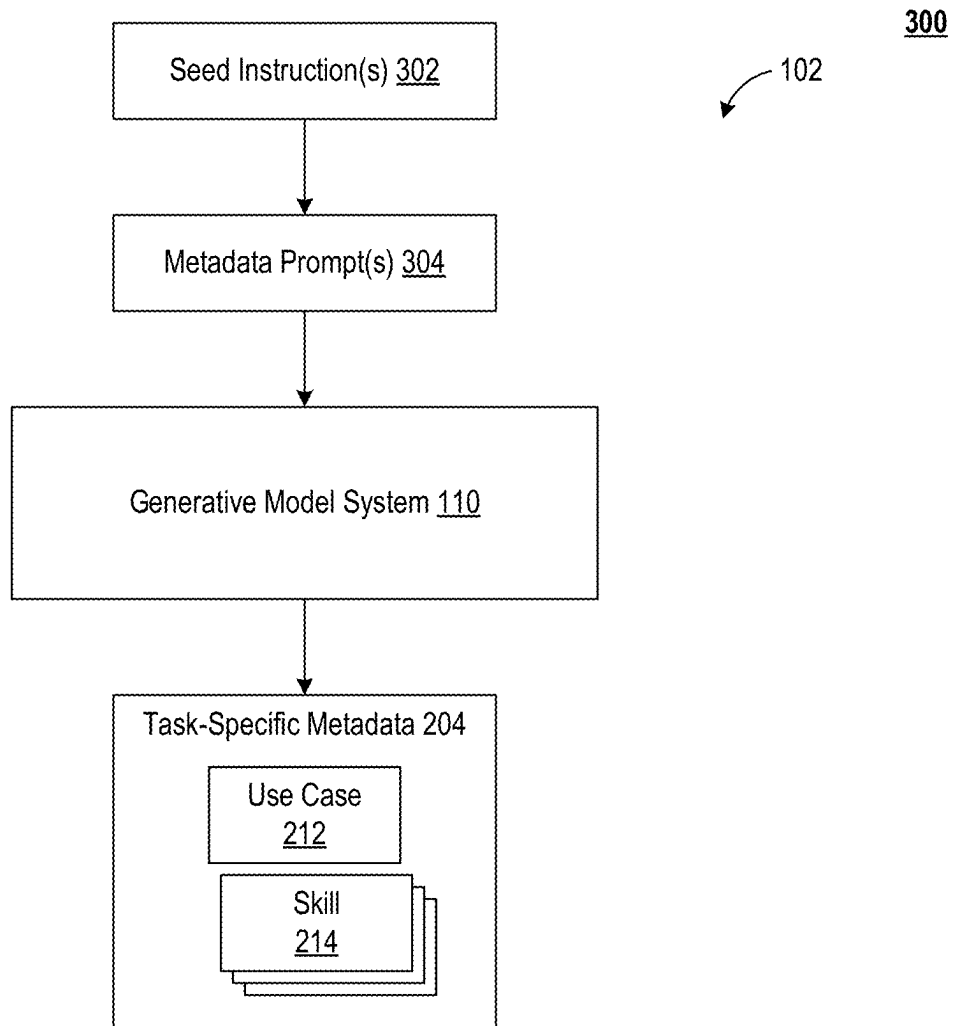 300
Seed Instruction(s) 302
102
Metadada Prompt(s) 304
Generative Model System 110
Task-Specific Metadata 204
Use Case
212
Skill
214